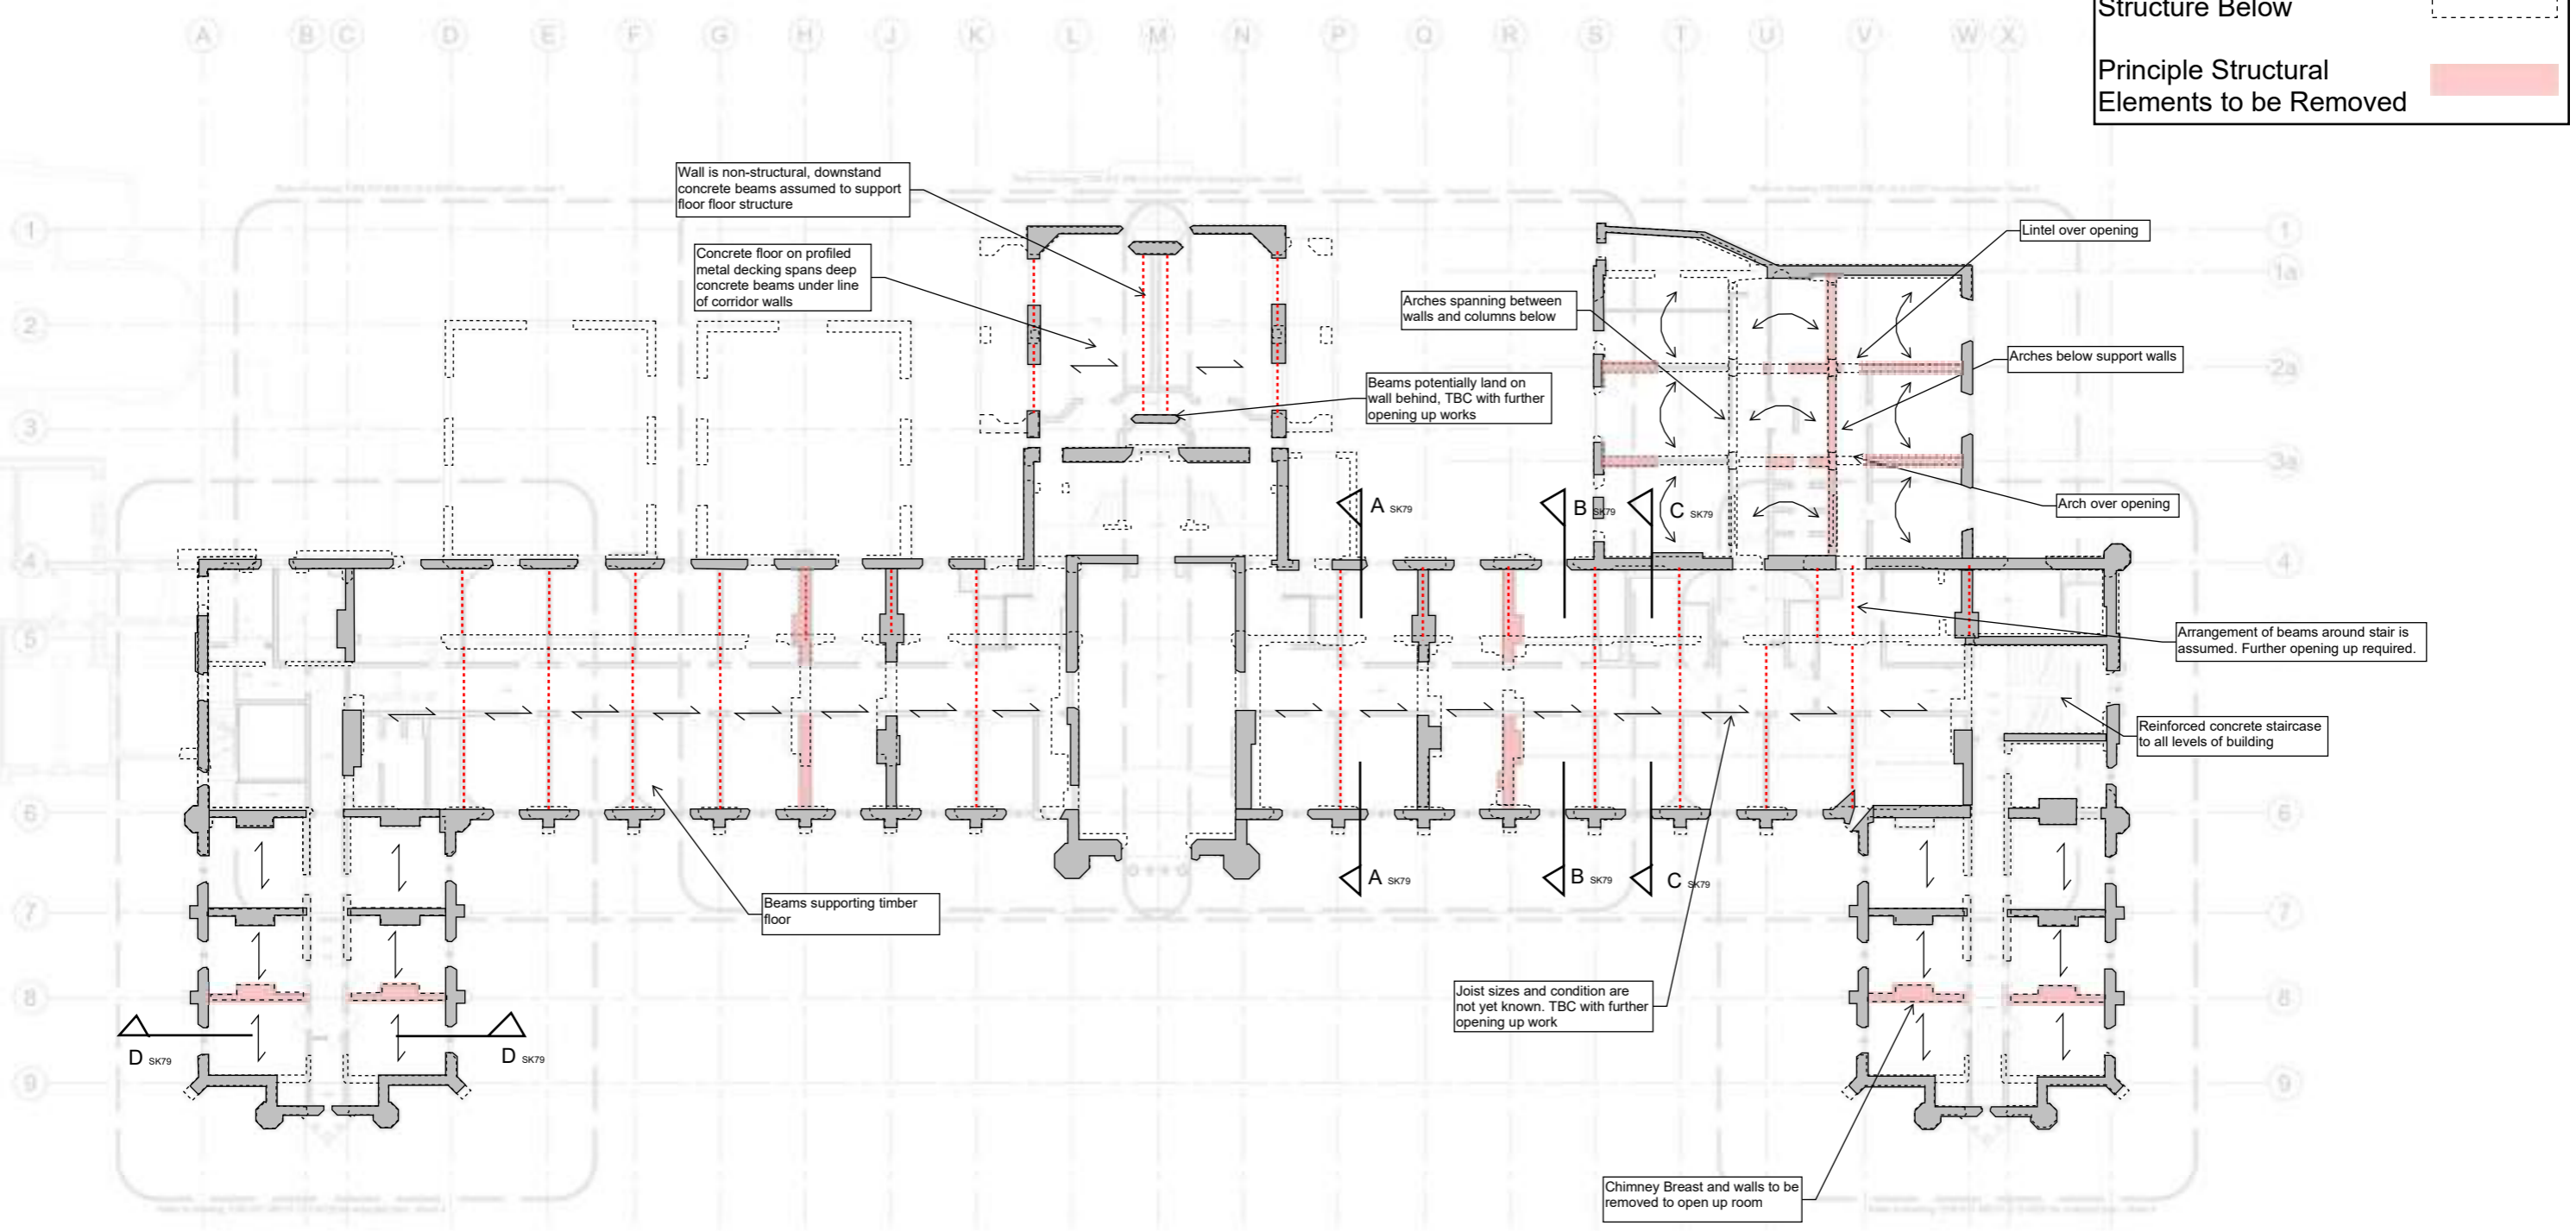 Structure Below
Principle Structural
Elements to be Removed
A B C D E F G H J K L M N P Q R S T U V W X
Wall is non-structural, downstand
concrete beams assumed to support
floor floor structure
Concrete floor on profiled
metal decking spans deep
concrete beams under line
of corridor walls
Lintel over opening
Arches spanning between
walls and columns below
Arches below support walls
Beams potentially land on
wall behind, TBC with further
opening up works
Arch over opening
A SK79
B SK79
C SK79
Arrangement of beams around stair is
assumed. Further opening up required.
Reinforced concrete staircase
to all levels of building
A SK79
B SK79
C SK79
Beams supporting timber
floor
Joist sizes and condition are
not yet known. TBC with further
opening up work
D SK79
D SK79
Chimney Breast and walls to be
removed to open up room
1
2
3
4
5
6
7
8
9
1
1a
2a
3a
4
5
6
7
8
9